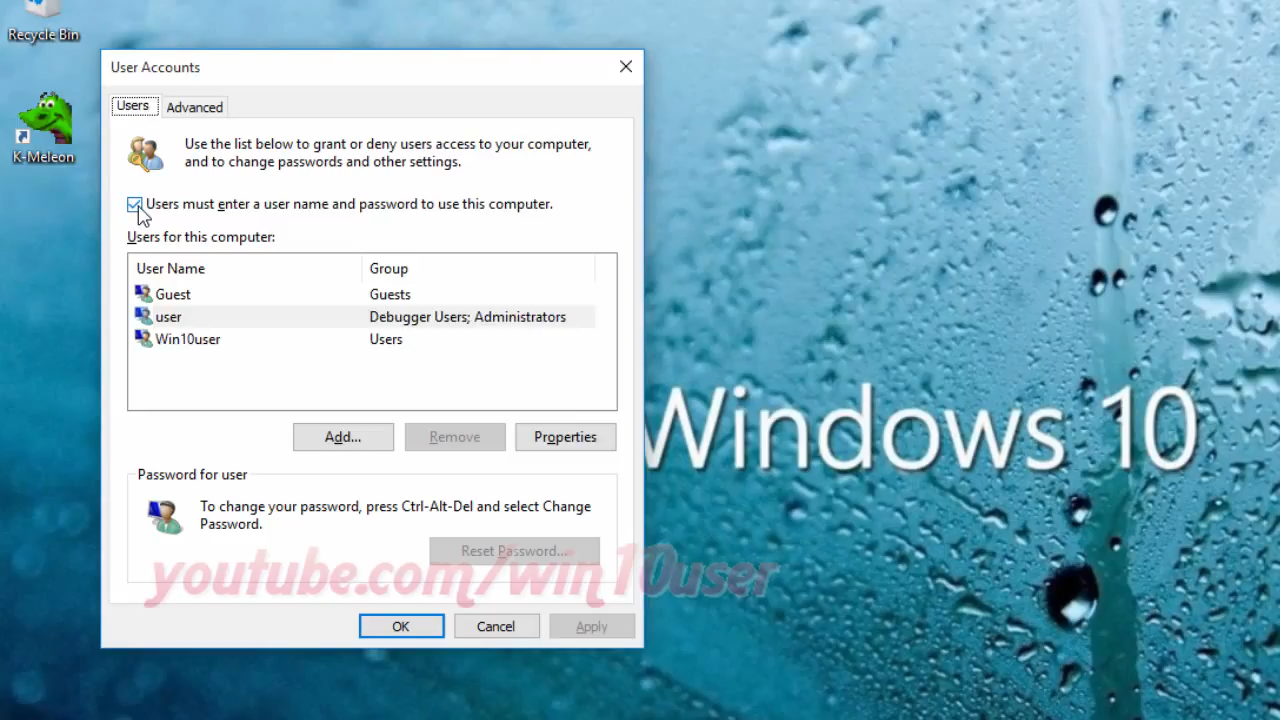 Recycle Bin
K-Meleon
User Accounts
Users
Advanced
Use the list below to grant or deny users access to your computer,
and to change passwords and other settings.
Users must enter a user name and password to use this computer.
Users for this computer:
User Name Group
Guest Guests
user Debugger Users; Administrators
Win10user Users
Add... Remove Properties
Password for user
To change your password, press Ctrl-Alt-Del and select Change
Password.
Reset Password...
OK Cancel Apply
Windows 10
youtube.com/win10user